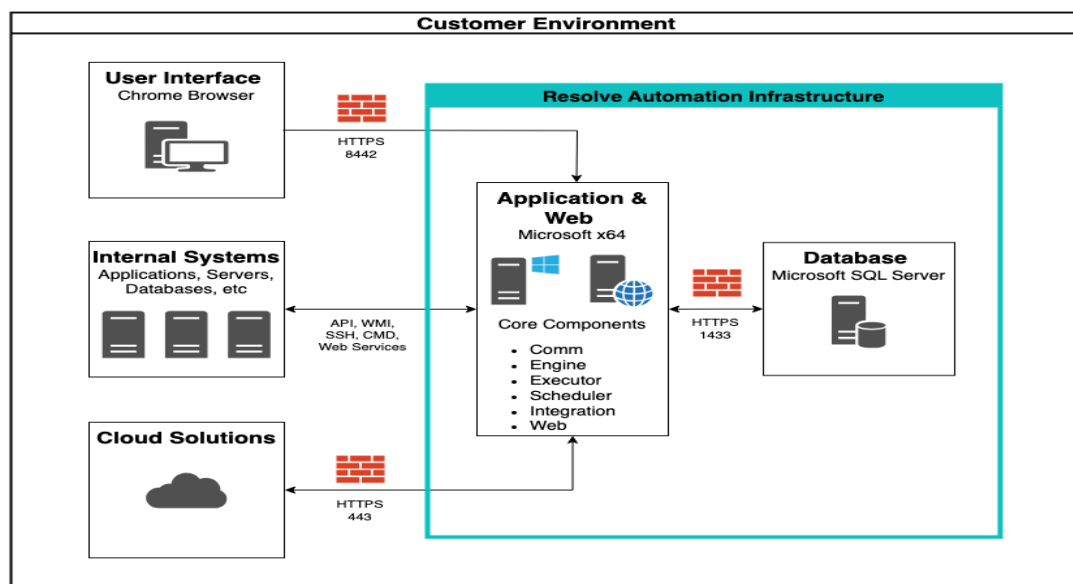 Customer Environment
User Interface
Chrome Browser
HTTPS
8442
Resolve Automation Infrastructure
Application &
Web
Microsoft x64
Core Components
• Comm
• Engine
• Executor
• Scheduler
• Integration
• Web
Internal Systems
Applications, Servers,
Databases, etc
API, WMI,
SSH, CMD,
Web Services
HTTPS
1433
Database
Microsoft SQL Server
Cloud Solutions
HTTPS
443